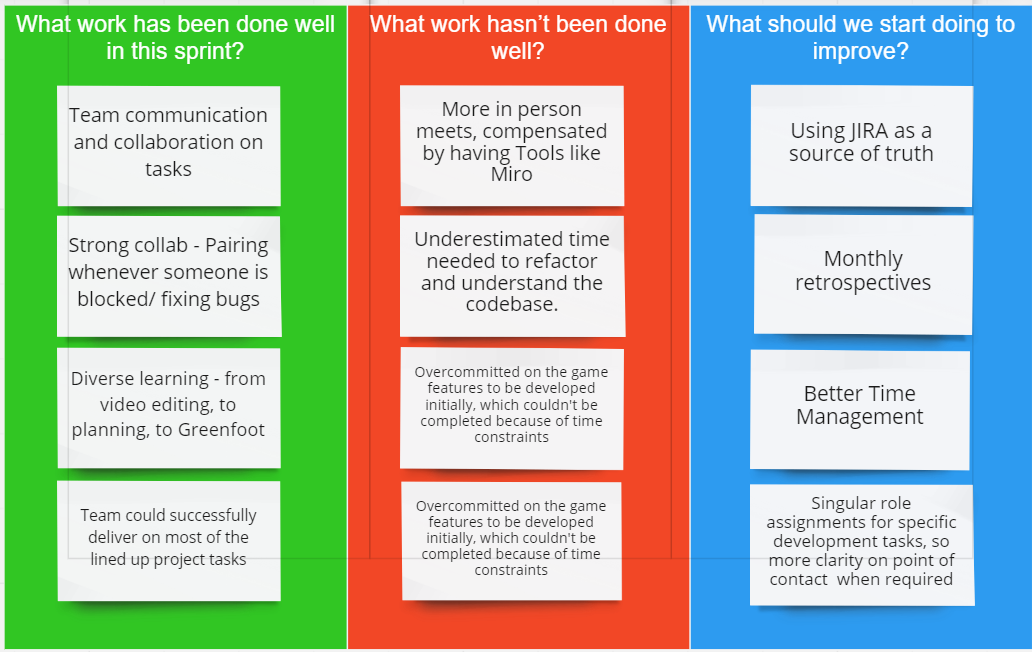 What work has been done well
in this sprint?
Team communication
and collaboration on
tasks
Strong collab - Pairing
whenever someone is
blocked/ fixing bugs
Diverse learning - from
video editing, to
planning, to Greenfoot
Team could successfully
deliver on most of the
lined up project tasks
What work hasn’t been done
well?
More in person
meets, compensated
by having Tools like
Miro
Underestimated time
needed to refactor
and understand the
codebase.
Overcommitted on the game
features to be developed
initially, which couldn't be
completed because of time
constraints
Overcommitted on the game
features to be developed
initially, which couldn't be
completed because of time
constraints
What should we start doing to
improve?
Using JIRA as a
source of truth
Monthly
retrospectives
Better Time
Management
Singular role
assignments for specific
development tasks, so
more clarity on point of
contact when required